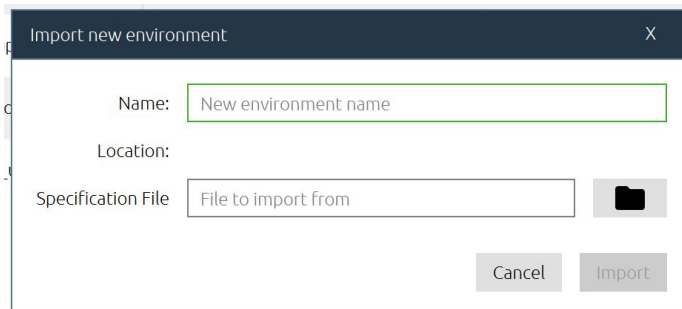 Import new environment X
Name: New environment name
Location:
Specification File File to import from
Cancel Import